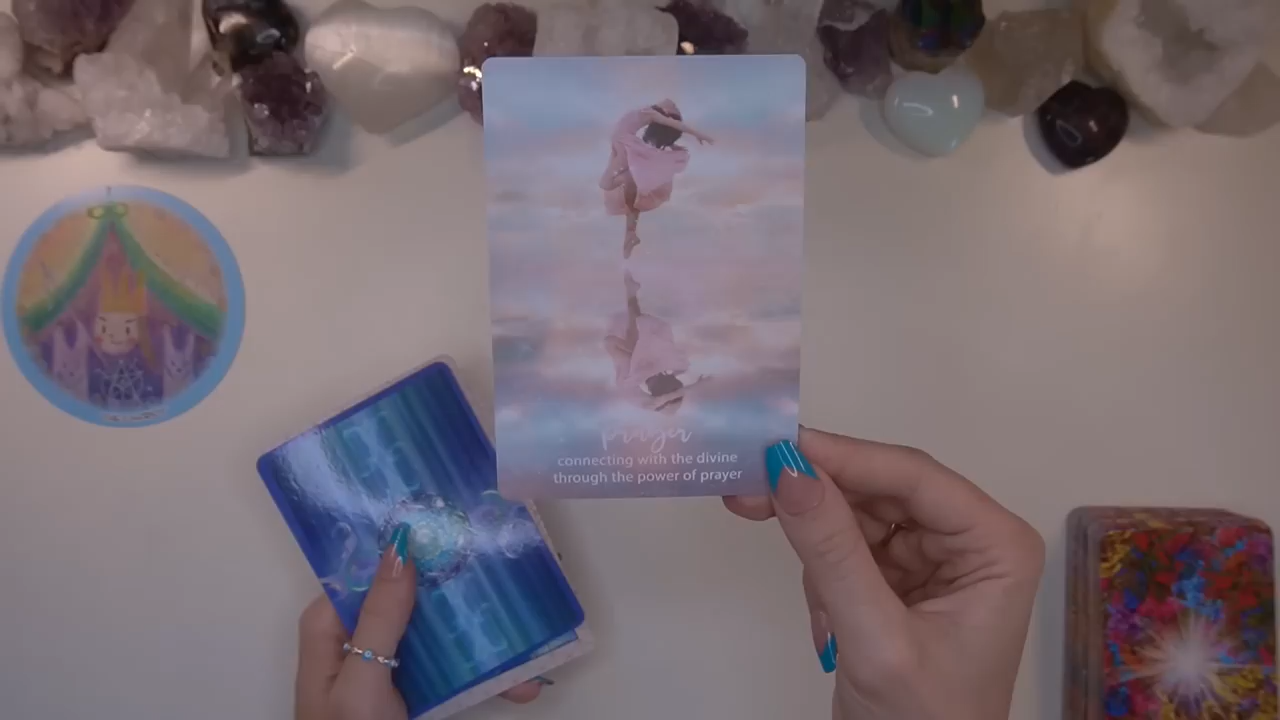 prayer
connecting with the divine
through the power of prayer